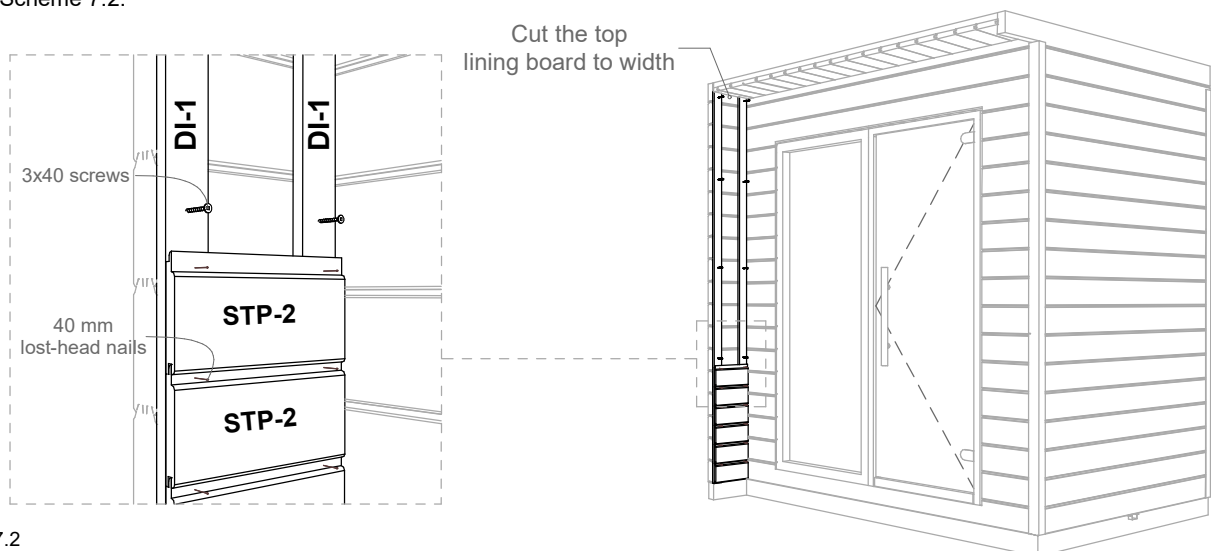 Scheme 7.2.
Cut the top
lining board to width
DI-1
DI-1
3x40 screws
STP-2
40 mm
lost-head nails
STP-2
7.2